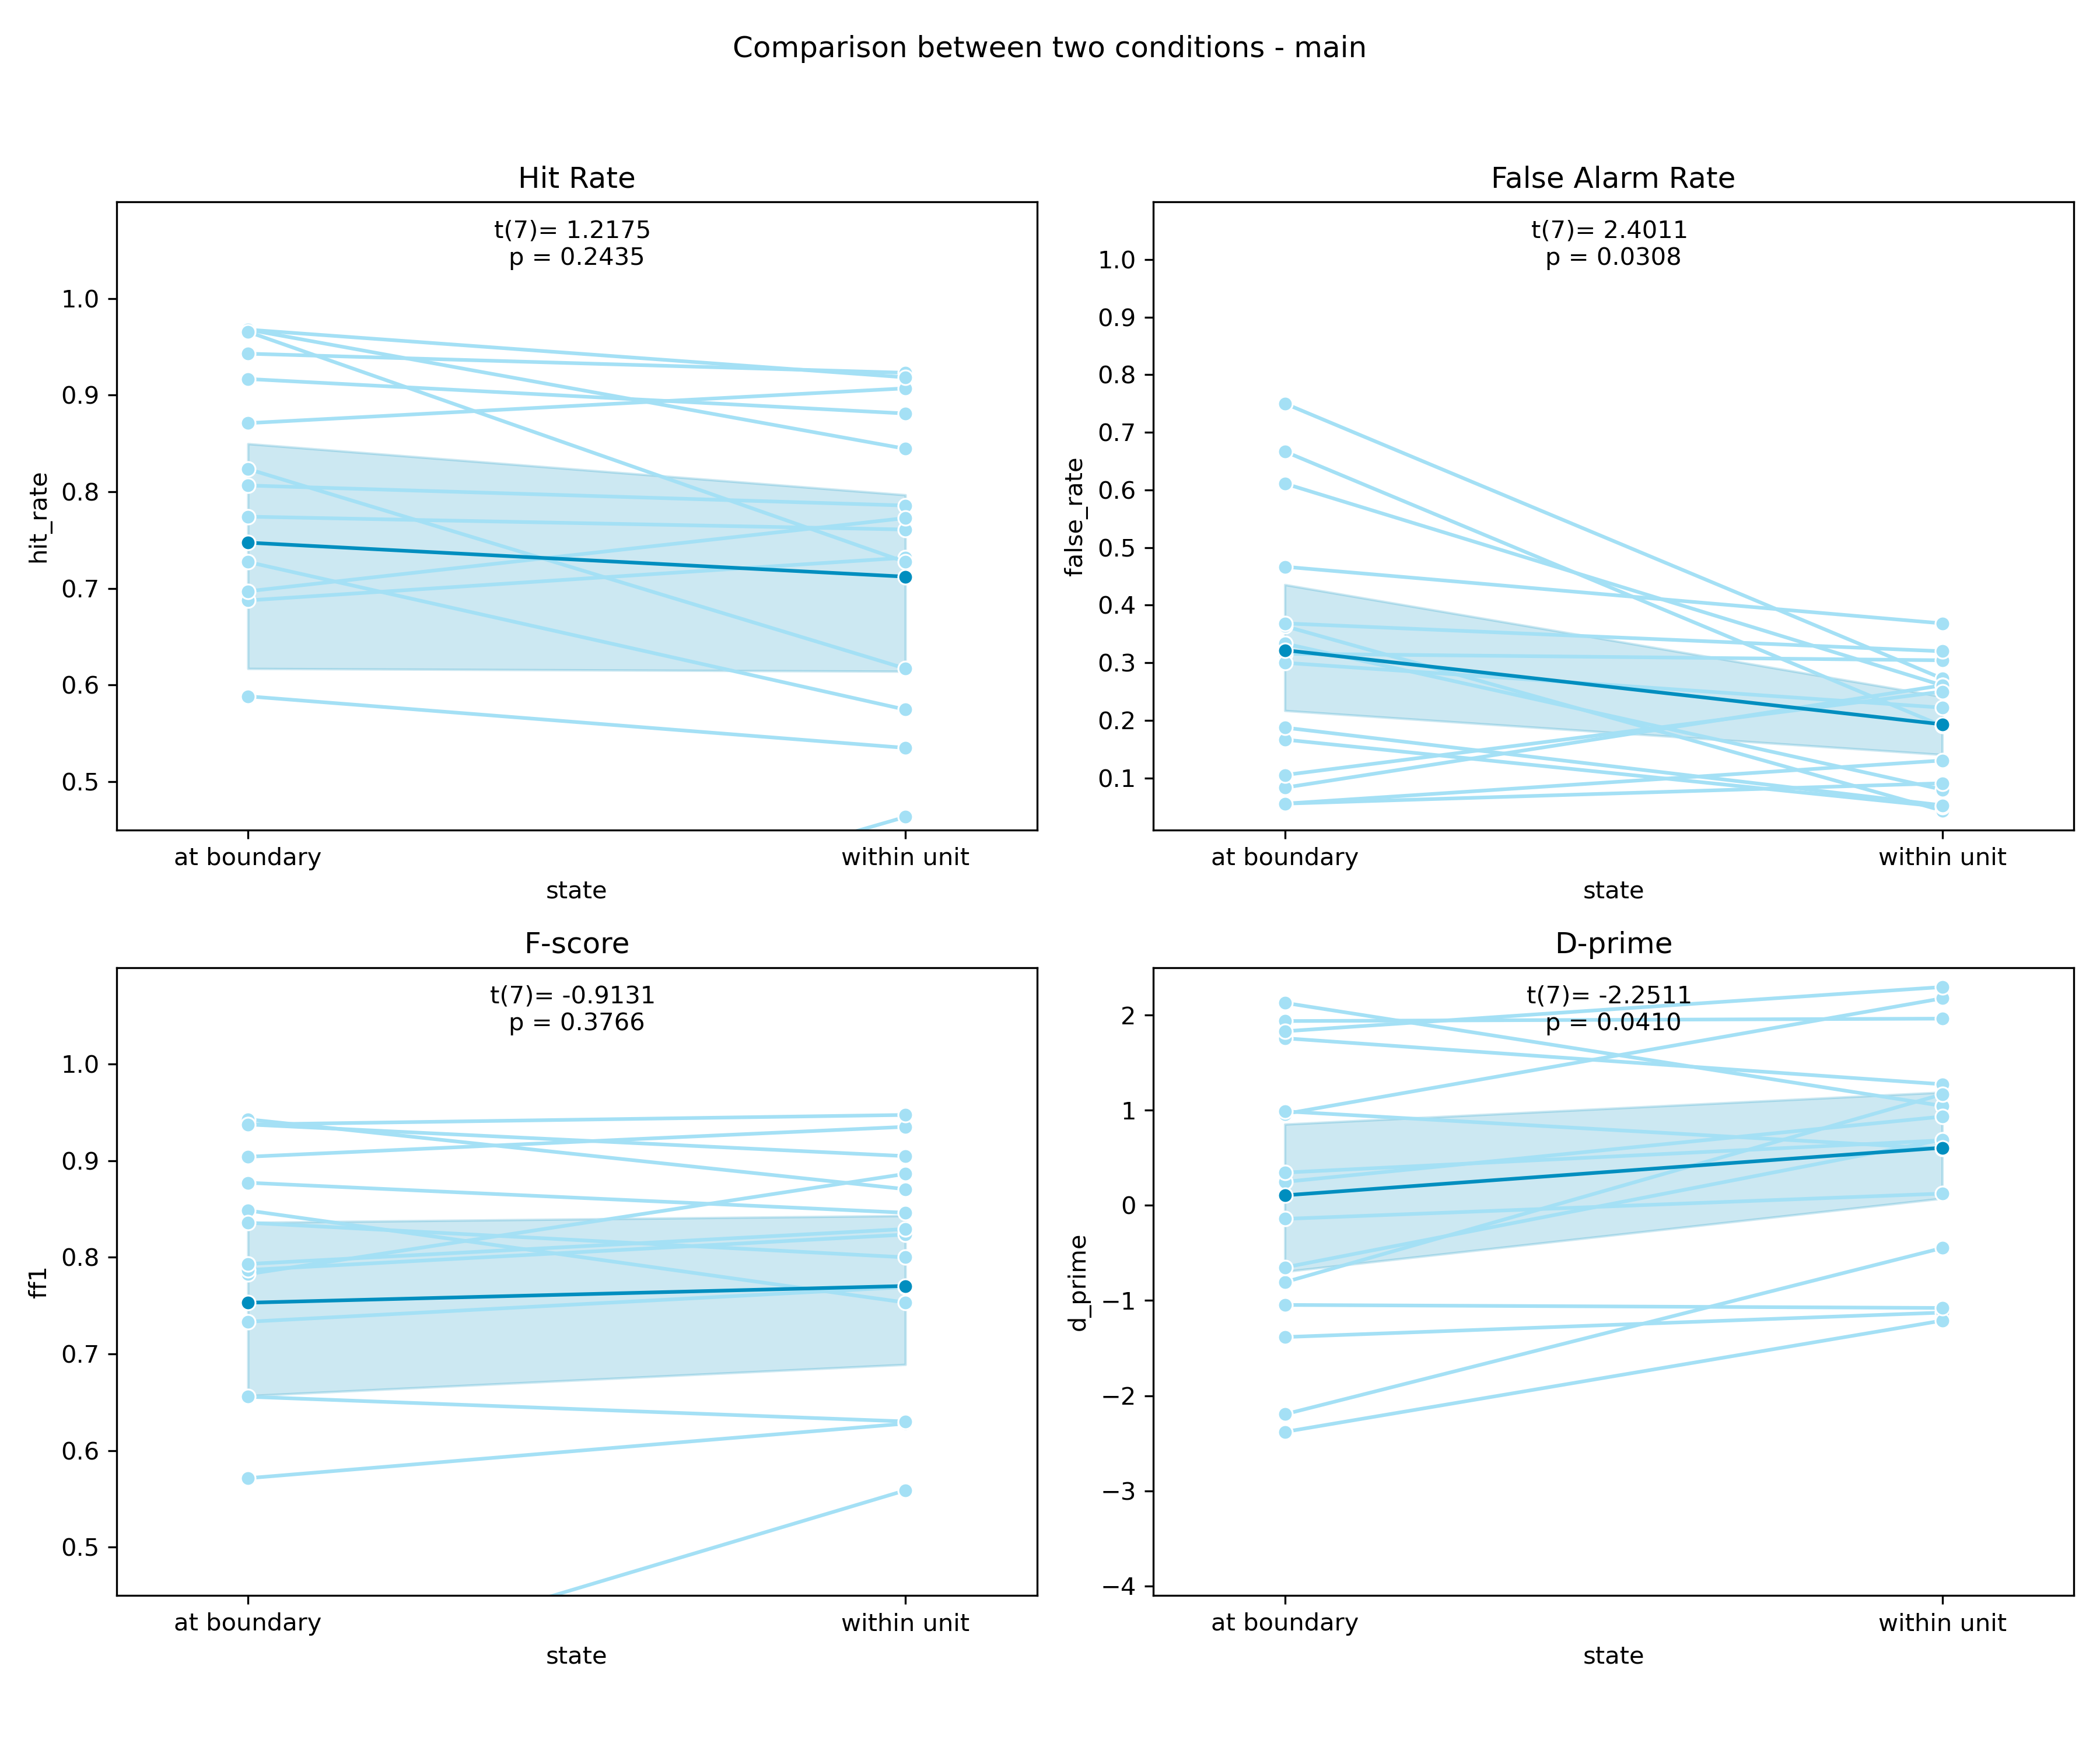 Comparison between two conditions - main
Hit Rate
t(7)= 1.2175
p = 0.2435
hit_rate
1.0
0.9
0.8
0.7
0.6
0.5
at boundary
within unit
state
False Alarm Rate
t(7)= 2.4011
p = 0.0308
false_rate
1.0
0.9
0.8
0.7
0.6
0.5
0.4
0.3
0.2
0.1
at boundary
within unit
state
F-score
t(7)= -0.9131
p = 0.3766
ff1
1.0
0.9
0.8
0.7
0.6
0.5
at boundary
within unit
state
D-prime
t(7)= -2.2511
p = 0.0410
d_prime
2
1
0
−1
−2
−3
−4
at boundary
within unit
state